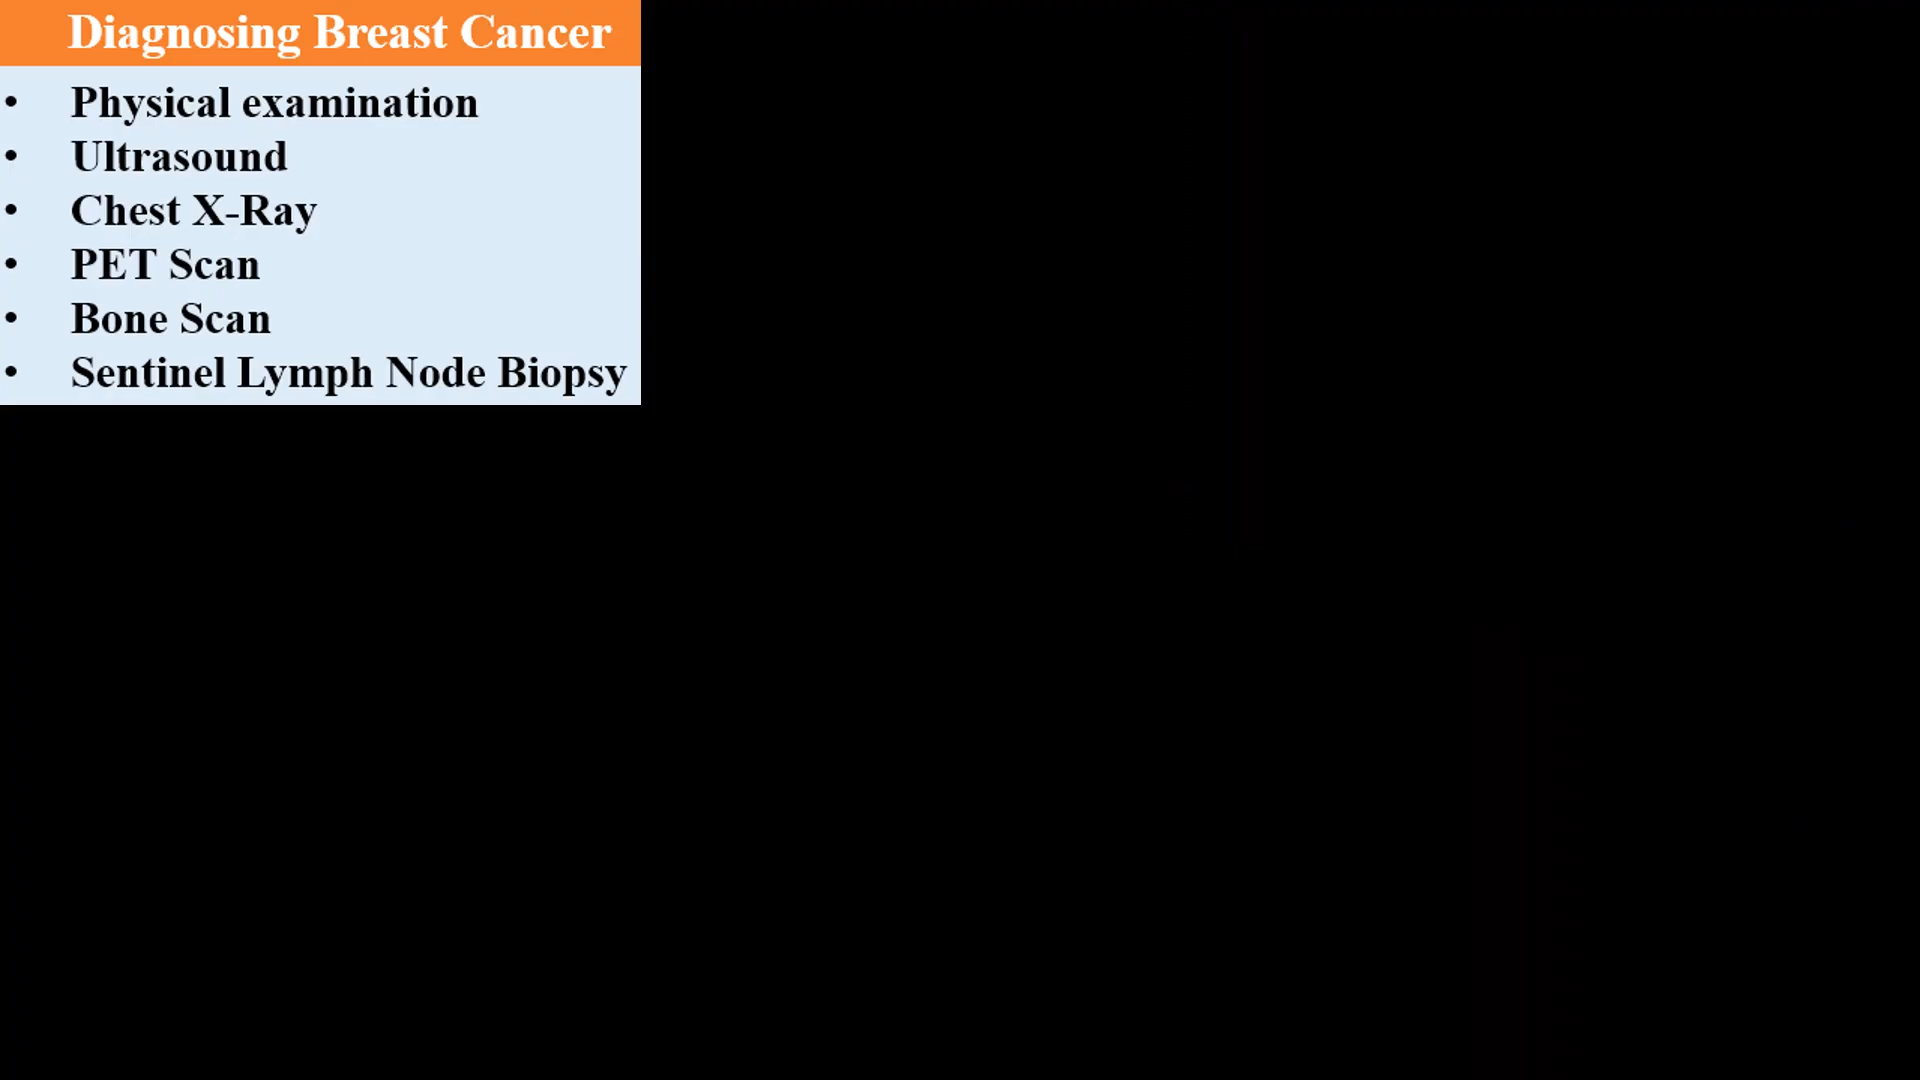 Diagnosing Breast Cancer
• Physical examination
• Ultrasound
• Chest X-Ray
• PET Scan
• Bone Scan
• Sentinel Lymph Node Biopsy